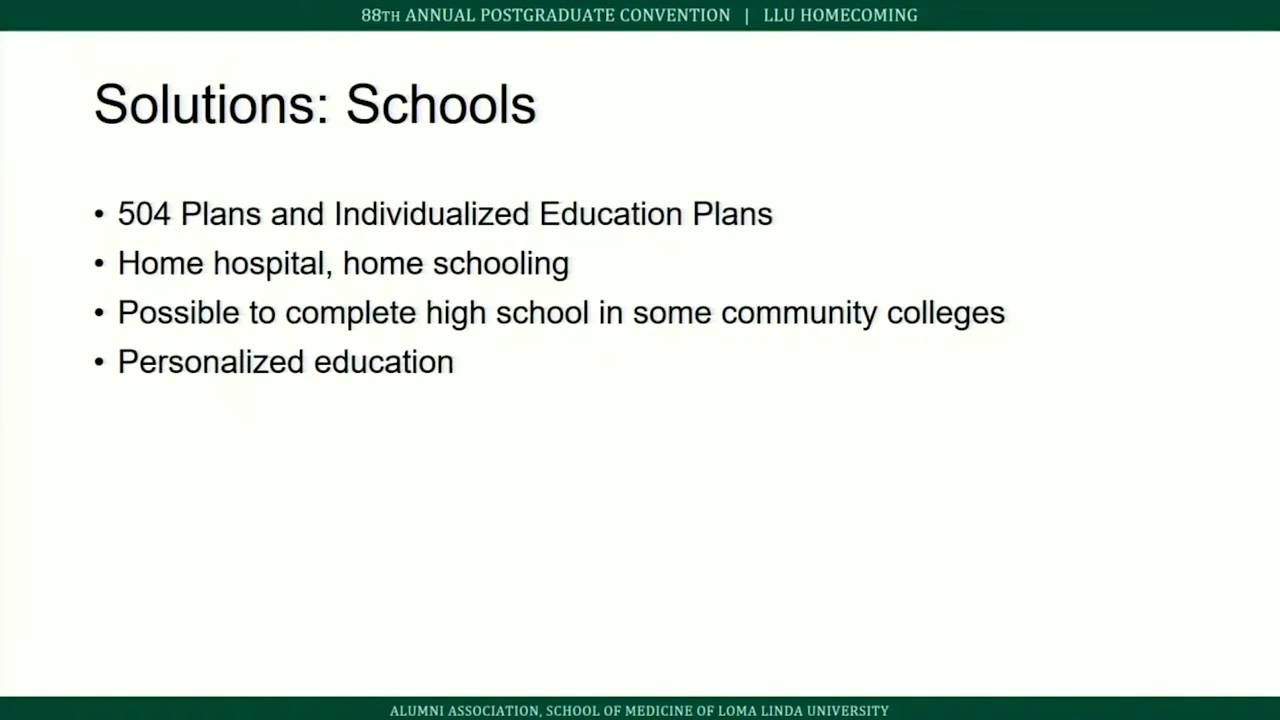 88TH ANNUAL POSTGRADUATE CONVENTION | LLU HOMECOMING
Solutions: Schools
• 504 Plans and Individualized Education Plans
• Home hospital, home schooling
• Possible to complete high school in some community colleges
• Personalized education
ALUMNI ASSOCIATION, SCHOOL OF MEDICINE OF LOMA LINDA UNIVERSITY